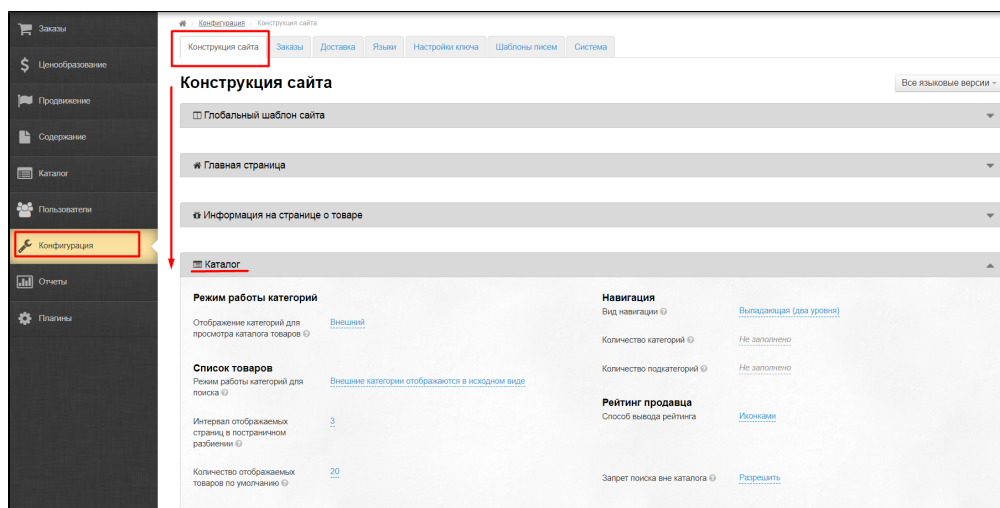 Заказы
Ценообразование
Продвижение
Содержание
Каталог
Пользователи
Конфигурация
Отчеты
Плагины
Конфигурация Конструкция сайта
Конструкция сайта Заказы Доставка Языки Настройки ключа Шаблоны писем Система
Конструкция сайта
Все языковые версии
Глобальный шаблон сайта
Главная страница
Информация на странице о товаре
Каталог
Режим работы категорий
Отображение категорий для Внешний
просмотра каталога товаров
Список товаров
Режим работы категорий для Внешние категории отображаются в исходном виде
поиска
Интервал отображаемых 3
страниц в постраничном
разбиении
Количество отображаемых 20
товаров по умолчанию
Навигация
Вид навигации Выпадающая (два уровня)
Количество категорий Не заполнено
Количество подкатегорий Не заполнено
Рейтинг продавца
Способ вывода рейтинга Иконками
Запрет поиска вне каталога Разрешить